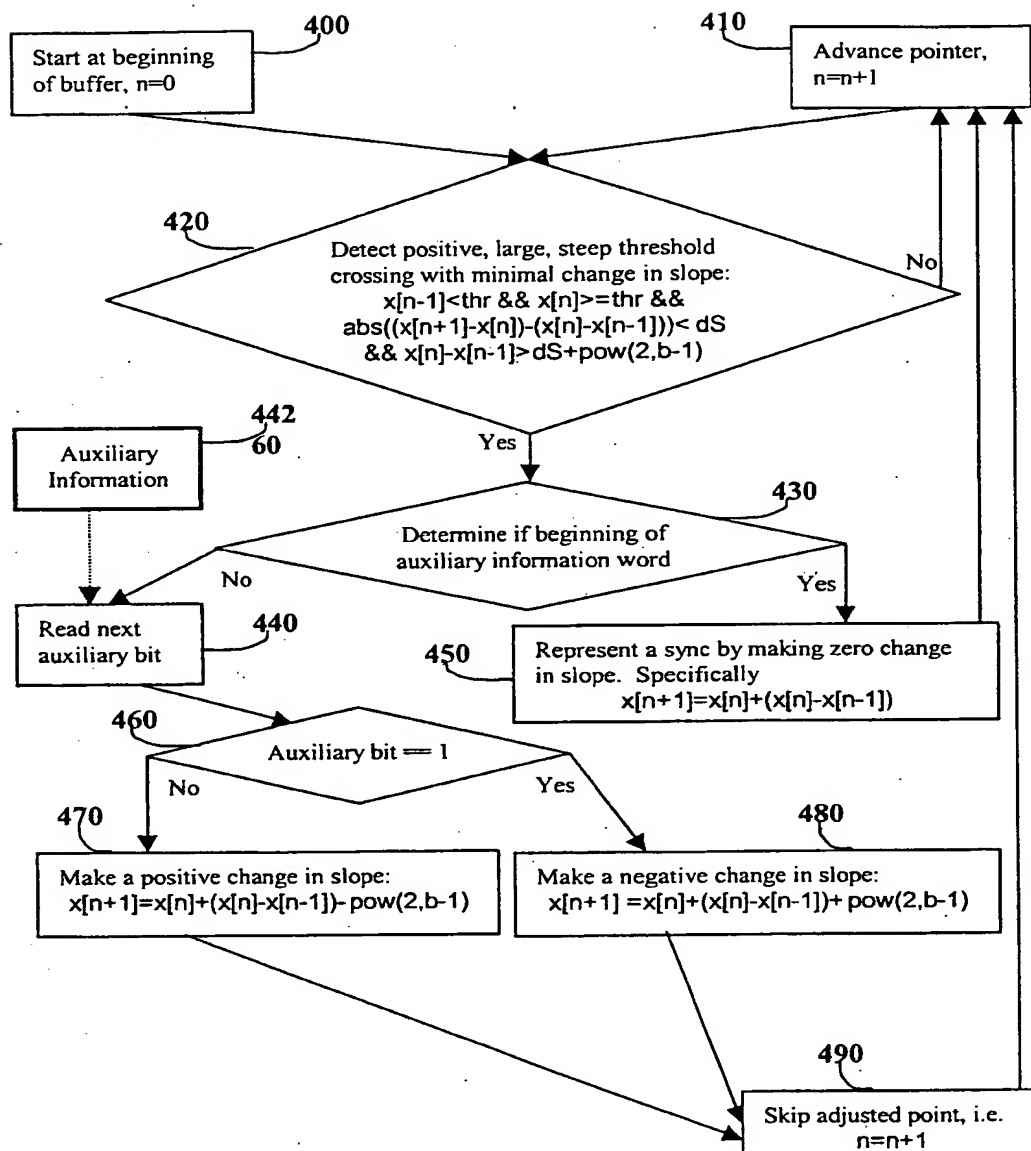 400
Start at beginning
of buffer, n=0
410
Advance pointer,
n=n+1
420
Detect positive, large, steep threshold
crossing with minimal change in slope:
x[n-1]<thr && x[n]>=thr &&
abs((x[n+1]-x[n])-(x[n]-x[n-1]))< dS
&& x[n]-x[n-1]>dS+pow(2,b-1)
No
Yes
442
60
Auxiliary
Information
430
Determine if beginning of
auxiliary information word
No
Yes
Read next
auxiliary bit
440
450
Represent a sync by making zero change
in slope. Specifically
x[n+1]=x[n]+(x[n]-x[n-1])
460
Auxiliary bit == 1
No
Yes
470
Make a positive change in slope:
x[n+1]=x[n]+(x[n]-x[n-1])-pow(2,b-1)
480
Make a negative change in slope:
x[n+1] =x[n]+(x[n]-x[n-1])+pow(2,b-1)
490
Skip adjusted point, i.e.
n=n+1